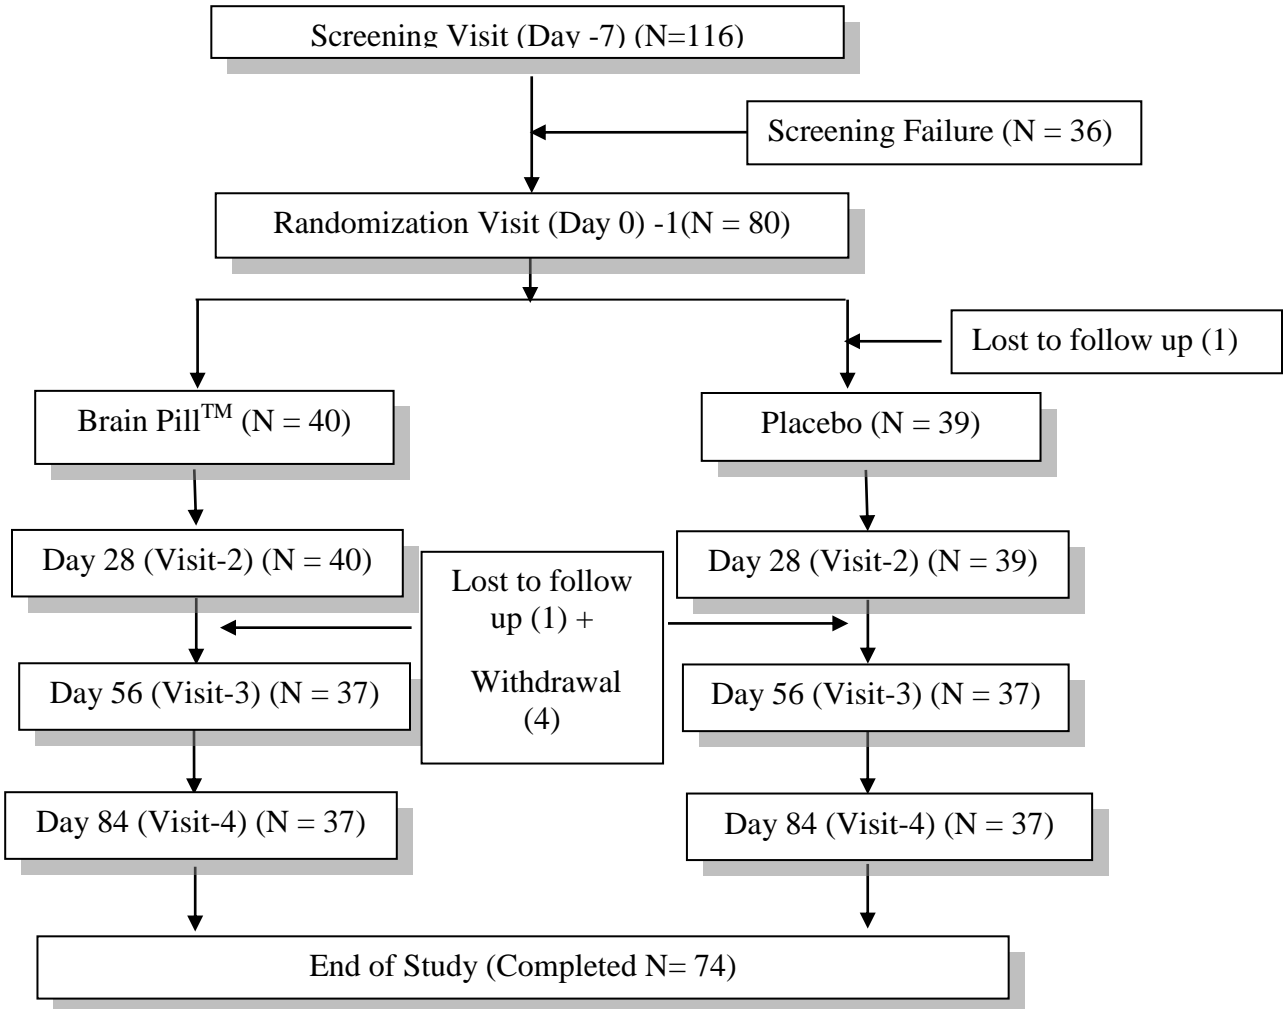 Screening Visit (Day -7) (N=116)
Screening Failure (N = 36)
Randomization Visit (Day 0) -1(N = 80)
Lost to follow up (1)
Brain Pill™ (N = 40)
Placebo (N = 39)
Day 28 (Visit-2) (N = 40)
Day 28 (Visit-2) (N = 39)
Lost to follow
up (1) +
Withdrawal
(4)
Day 56 (Visit-3) (N = 37)
Day 56 (Visit-3) (N = 37)
Day 84 (Visit-4) (N = 37)
Day 84 (Visit-4) (N = 37)
End of Study (Completed N= 74)